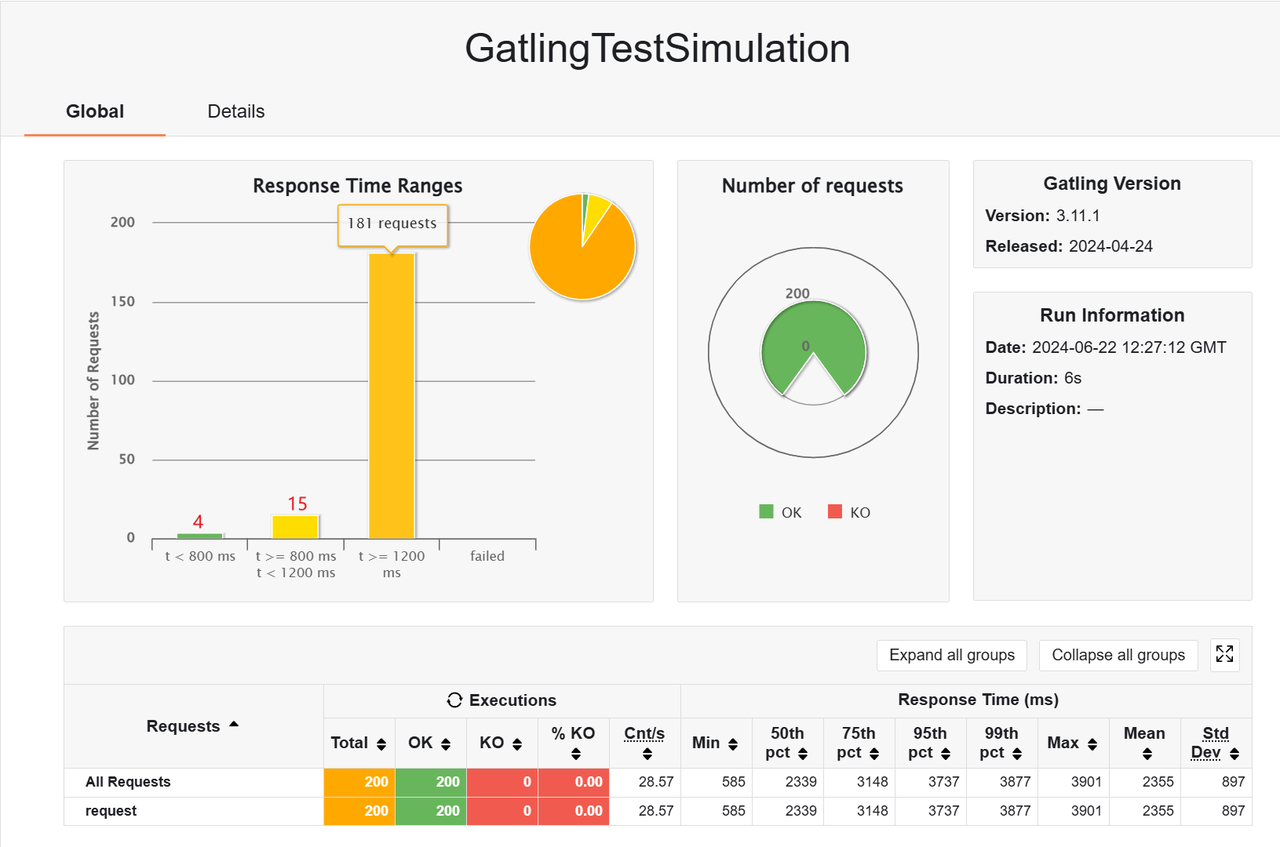 GatlingTestSimulation
Global
Details
Response Time Ranges
181 requests
Number of Requests
200
150
100
50
0
4
15
t < 800 ms
t >= 800 ms
t < 1200 ms
t >= 1200
ms
failed
Number of requests
200
0
OK
KO
Gatling Version
Version: 3.11.1
Released: 2024-04-24
Run Information
Date: 2024-06-22 12:27:12 GMT
Duration: 6s
Description: —
Expand all groups
Collapse all groups
Requests
Executions
Response Time (ms)
Total
OK
KO
% KO
Cnt/s
Min
50th
pct
75th
pct
95th
pct
99th
pct
Max
Mean
Std
Dev
All Requests 200 200 0 0.00 28.57 585 2339 3148 3737 3877 3901 2355 897
request 200 200 0 0.00 28.57 585 2339 3148 3737 3877 3901 2355 897